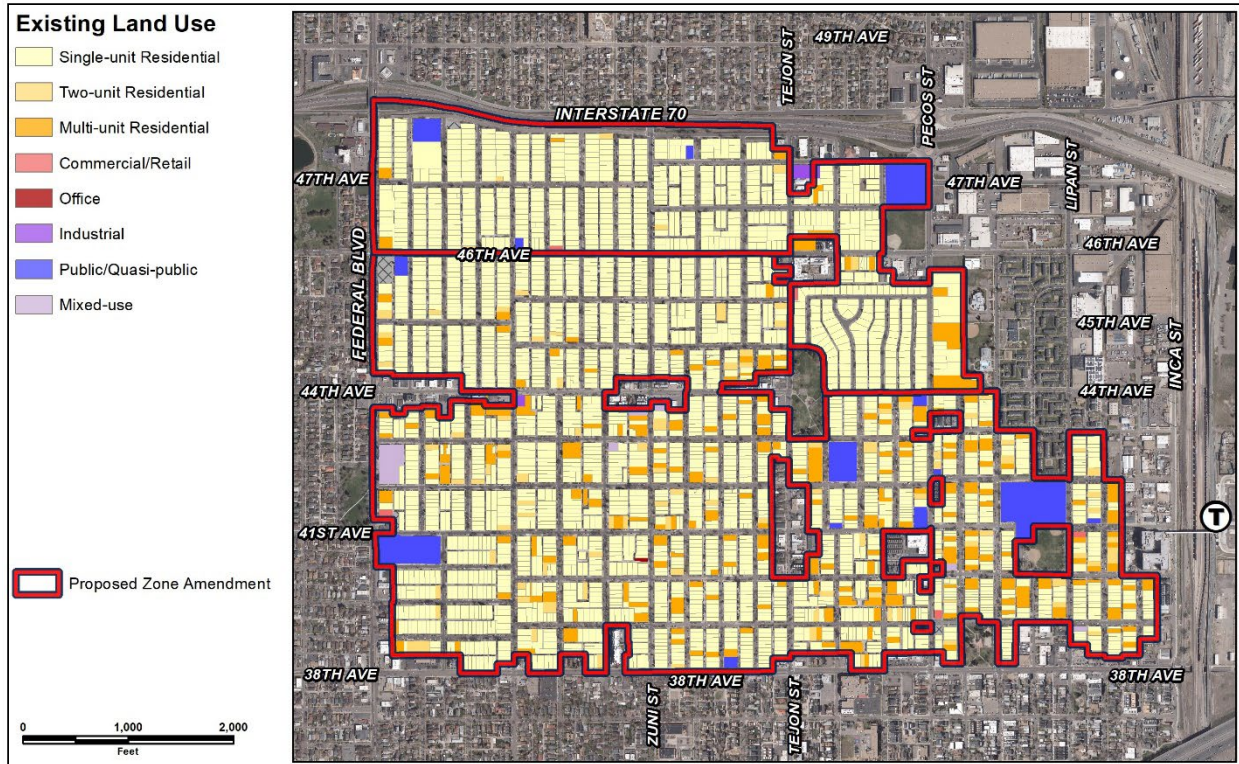 Existing Land Use
Single-unit Residential
Two-unit Residential
Multi-unit Residential
Commercial/Retail
Office
Industrial
Public/Quasi-public
Mixed-use
Proposed Zone Amendment
0 1,000 2,000
Feet
49TH AVE
TEJON ST
INTERSTATE 70
PECOS ST
LIPAN ST
47TH AVE
47TH AVE
46TH AVE
46TH AVE
FEDERAL BLVD
45TH AVE
INCA ST
44TH AVE
44TH AVE
41ST AVE
T
38TH AVE
ZUNI ST
38TH AVE
TEJON ST
38TH AVE